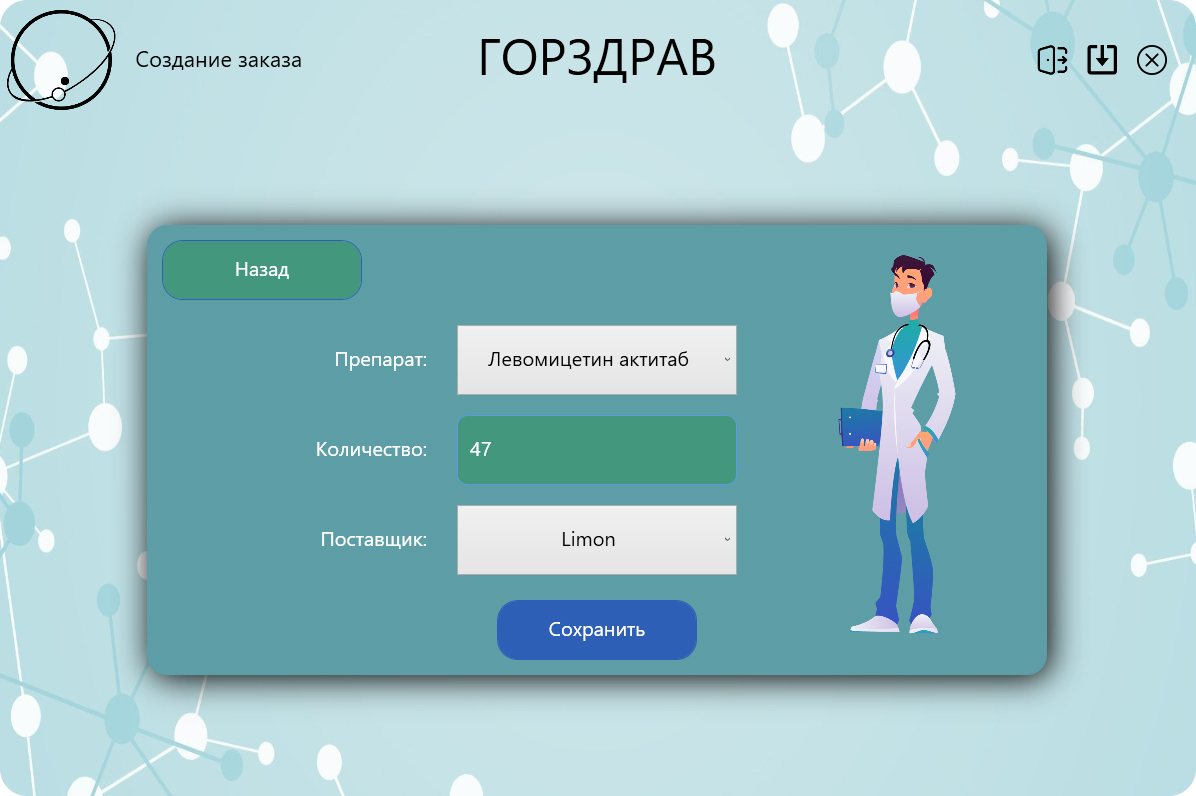 Создание заказа
ГОРЗДРАВ
Назад
Препарат:
Левомицетин актитаб
Количество:
47
Поставщик:
Limon
Сохранить